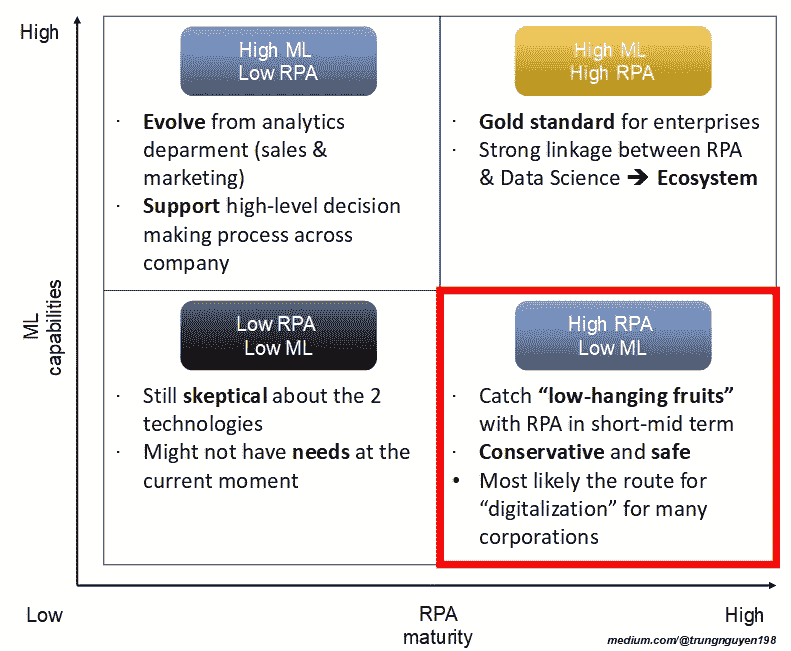 High
High ML
Low RPA
· Evolve from analytics
deparment (sales &
marketing)
· Support high-level decision
making process across
company
High ML
High RPA
· Gold standard for enterprises
· Strong linkage between RPA
& Data Science ➔ Ecosystem
ML
capabilities
Low RPA
Low ML
· Still skeptical about the 2
technologies
· Might not have needs at the
current moment
High RPA
Low ML
· Catch “low-hanging fruits”
with RPA in short-mid term
· Conservative and safe
• Most likely the route for
“digitalization” for many
corporations
Low
RPA
maturity
High
medium.com/@trungnguyen198